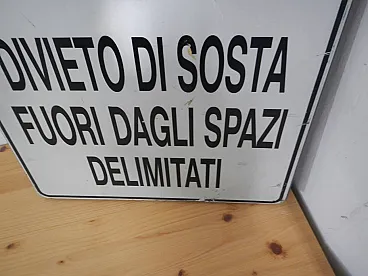 DIVIETO DI SOSTA
FUORI DAGLI SPAZI
DELIMITATI